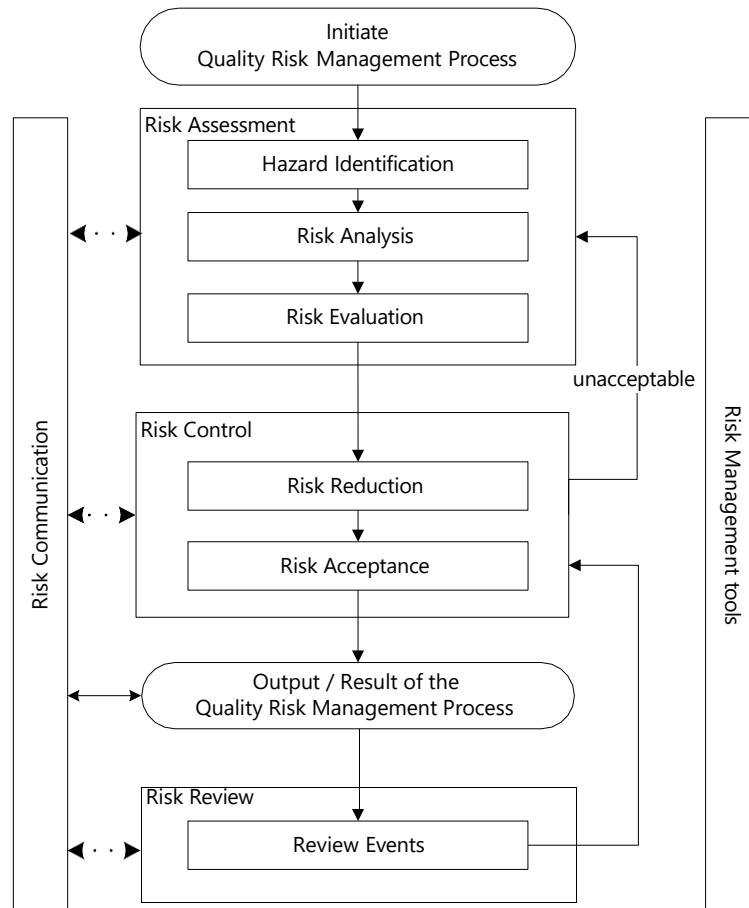 Initiate
Quality Risk Management Process
Risk Assessment
Hazard Identification
Risk Analysis
Risk Evaluation
unacceptable
Risk Control
Risk Reduction
Risk Acceptance
Output / Result of the
Quality Risk Management Process
Risk Review
Review Events
Risk Communication
Risk Management tools